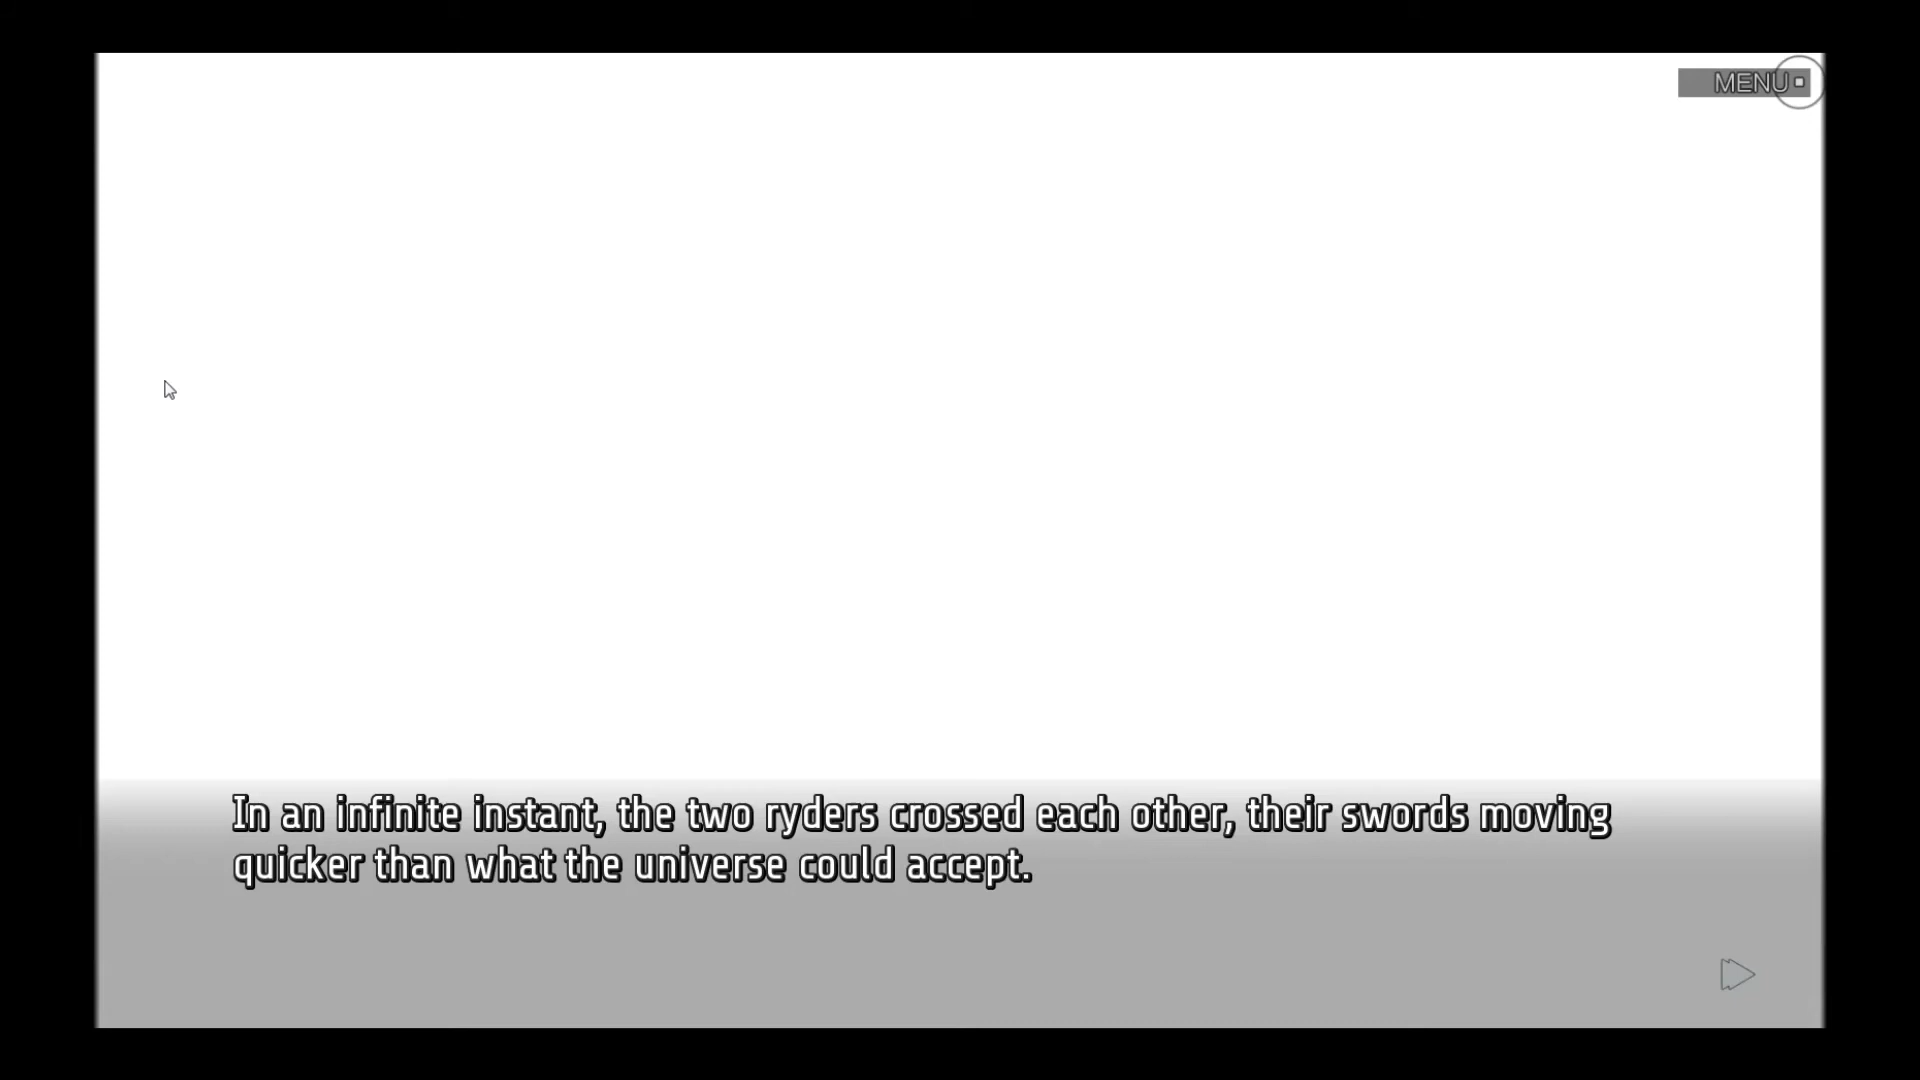 MENU
In an infinite instant, the two ryders crossed each other, their swords moving
quicker than what the universe could accept.